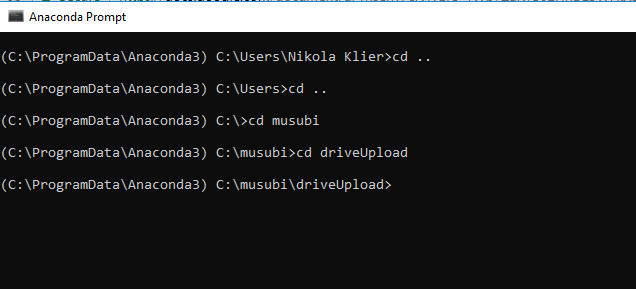 Anaconda Prompt
(C:\ProgramData\Anaconda3) C:\Users\Nikola Klier>cd ..
(C:\ProgramData\Anaconda3) C:\Users>cd ..
(C:\ProgramData\Anaconda3) C:\>cd musubi
(C:\ProgramData\Anaconda3) C:\musubi>cd driveUpload
(C:\ProgramData\Anaconda3) C:\musubi\driveUpload>